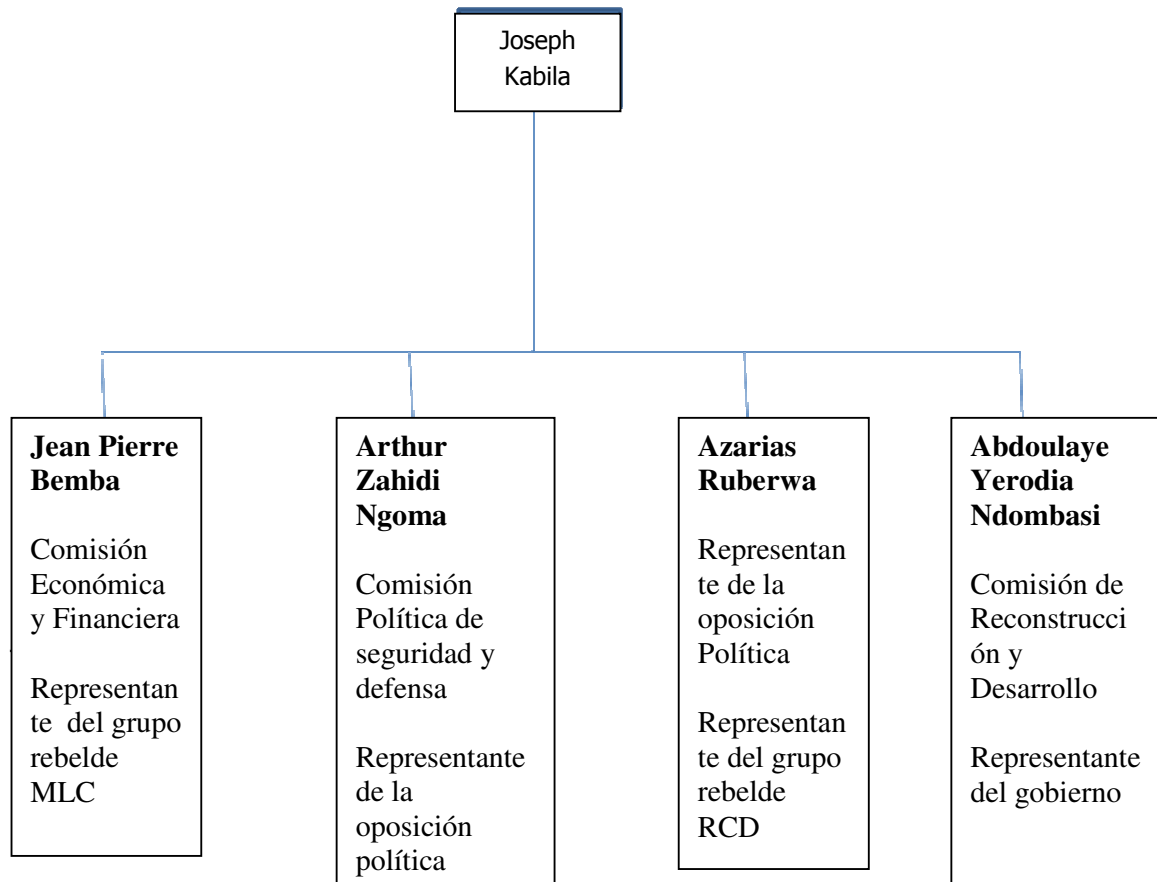 Joseph
Kabila
Jean Pierre
Bemba
Comisión
Económica
y Financiera
Representan
te del grupo
rebelde
MLC
Arthur
Zahidi
Ngoma
Comisión
Política de
seguridad y
defensa
Representante
de la
oposición
política
Azarias
Ruberwa
Representan
te de la
oposición
Política
Representan
te del grupo
rebelde
RCD
Abdoulaye
Yerodia
Ndombasi
Comisión de
Reconstrucci
ón y
Desarrollo
Representante
del gobierno